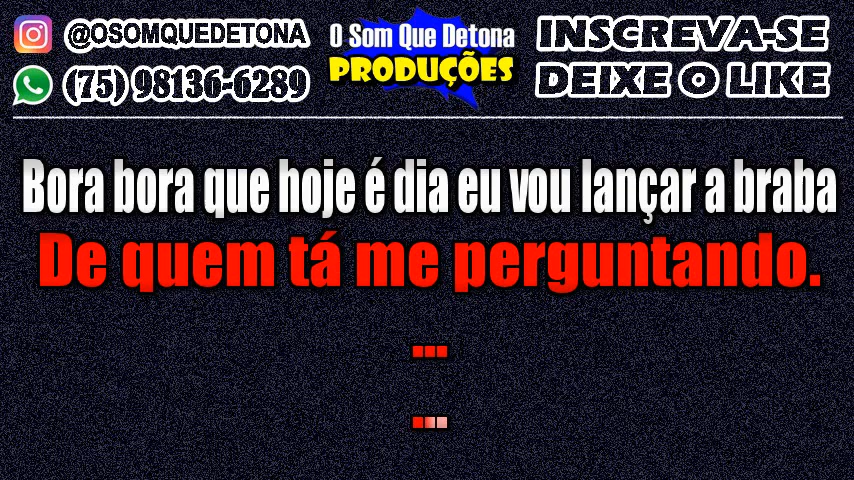 @OSOMQUEDETONA
(75) 98136-6289
O Som Que Detona
PRODUÇÕES
INSCREVA-SE
DEIXE O LIKE
Bora bora que hoje é dia eu vou lançar a braba
De quem tá me perguntando.
...
...